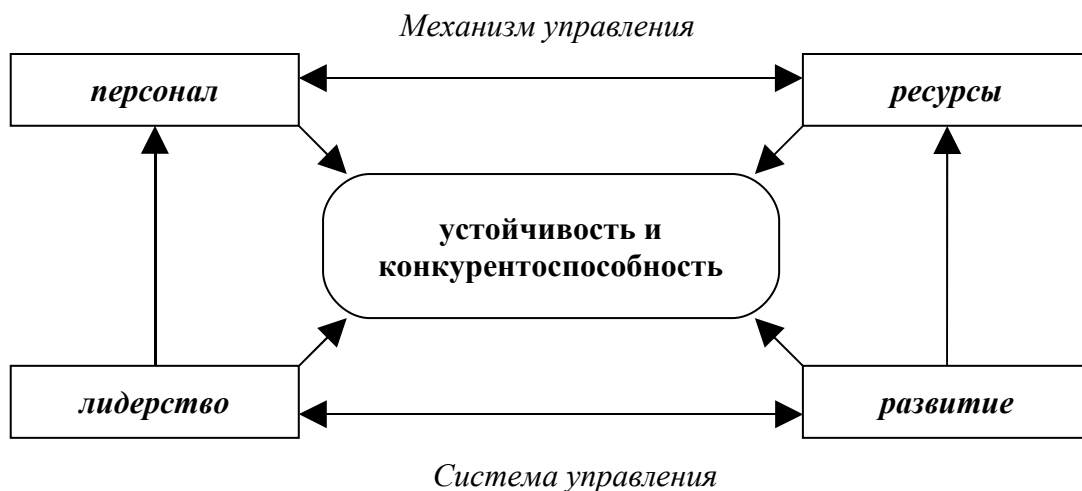 Механизм управления
персонал
ресурсы
устойчивость и
конкурентоспособность
лидерство
развитие
Система управления